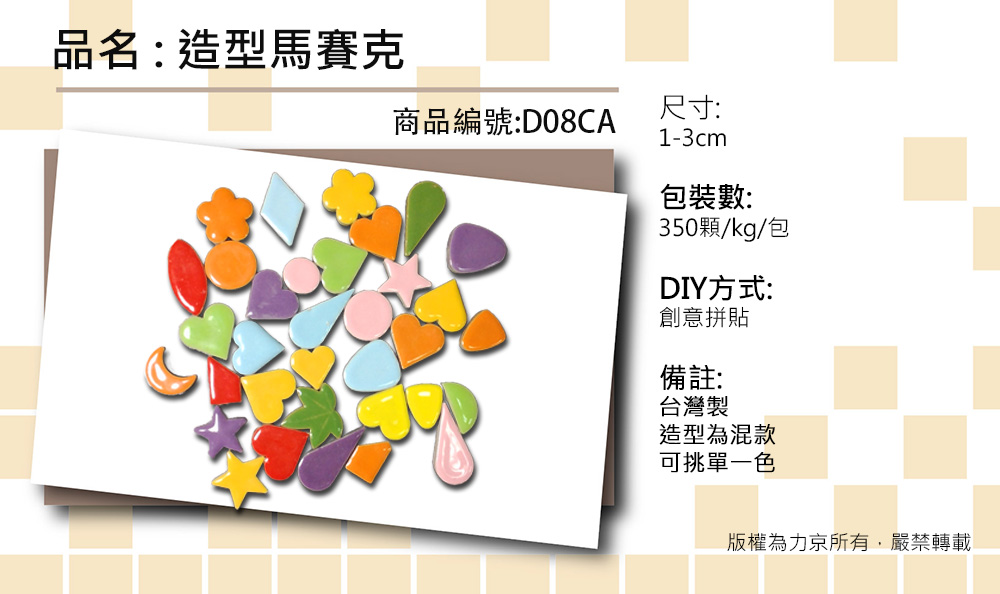 品名 : 造型馬賽克
商品編號:D08CA
尺寸:
1-3cm
包裝數:
350顆/kg/包
DIY方式:
創意拼貼
備註:
台灣製
造型為混款
可挑單一色
版權為力京所有，嚴禁轉載